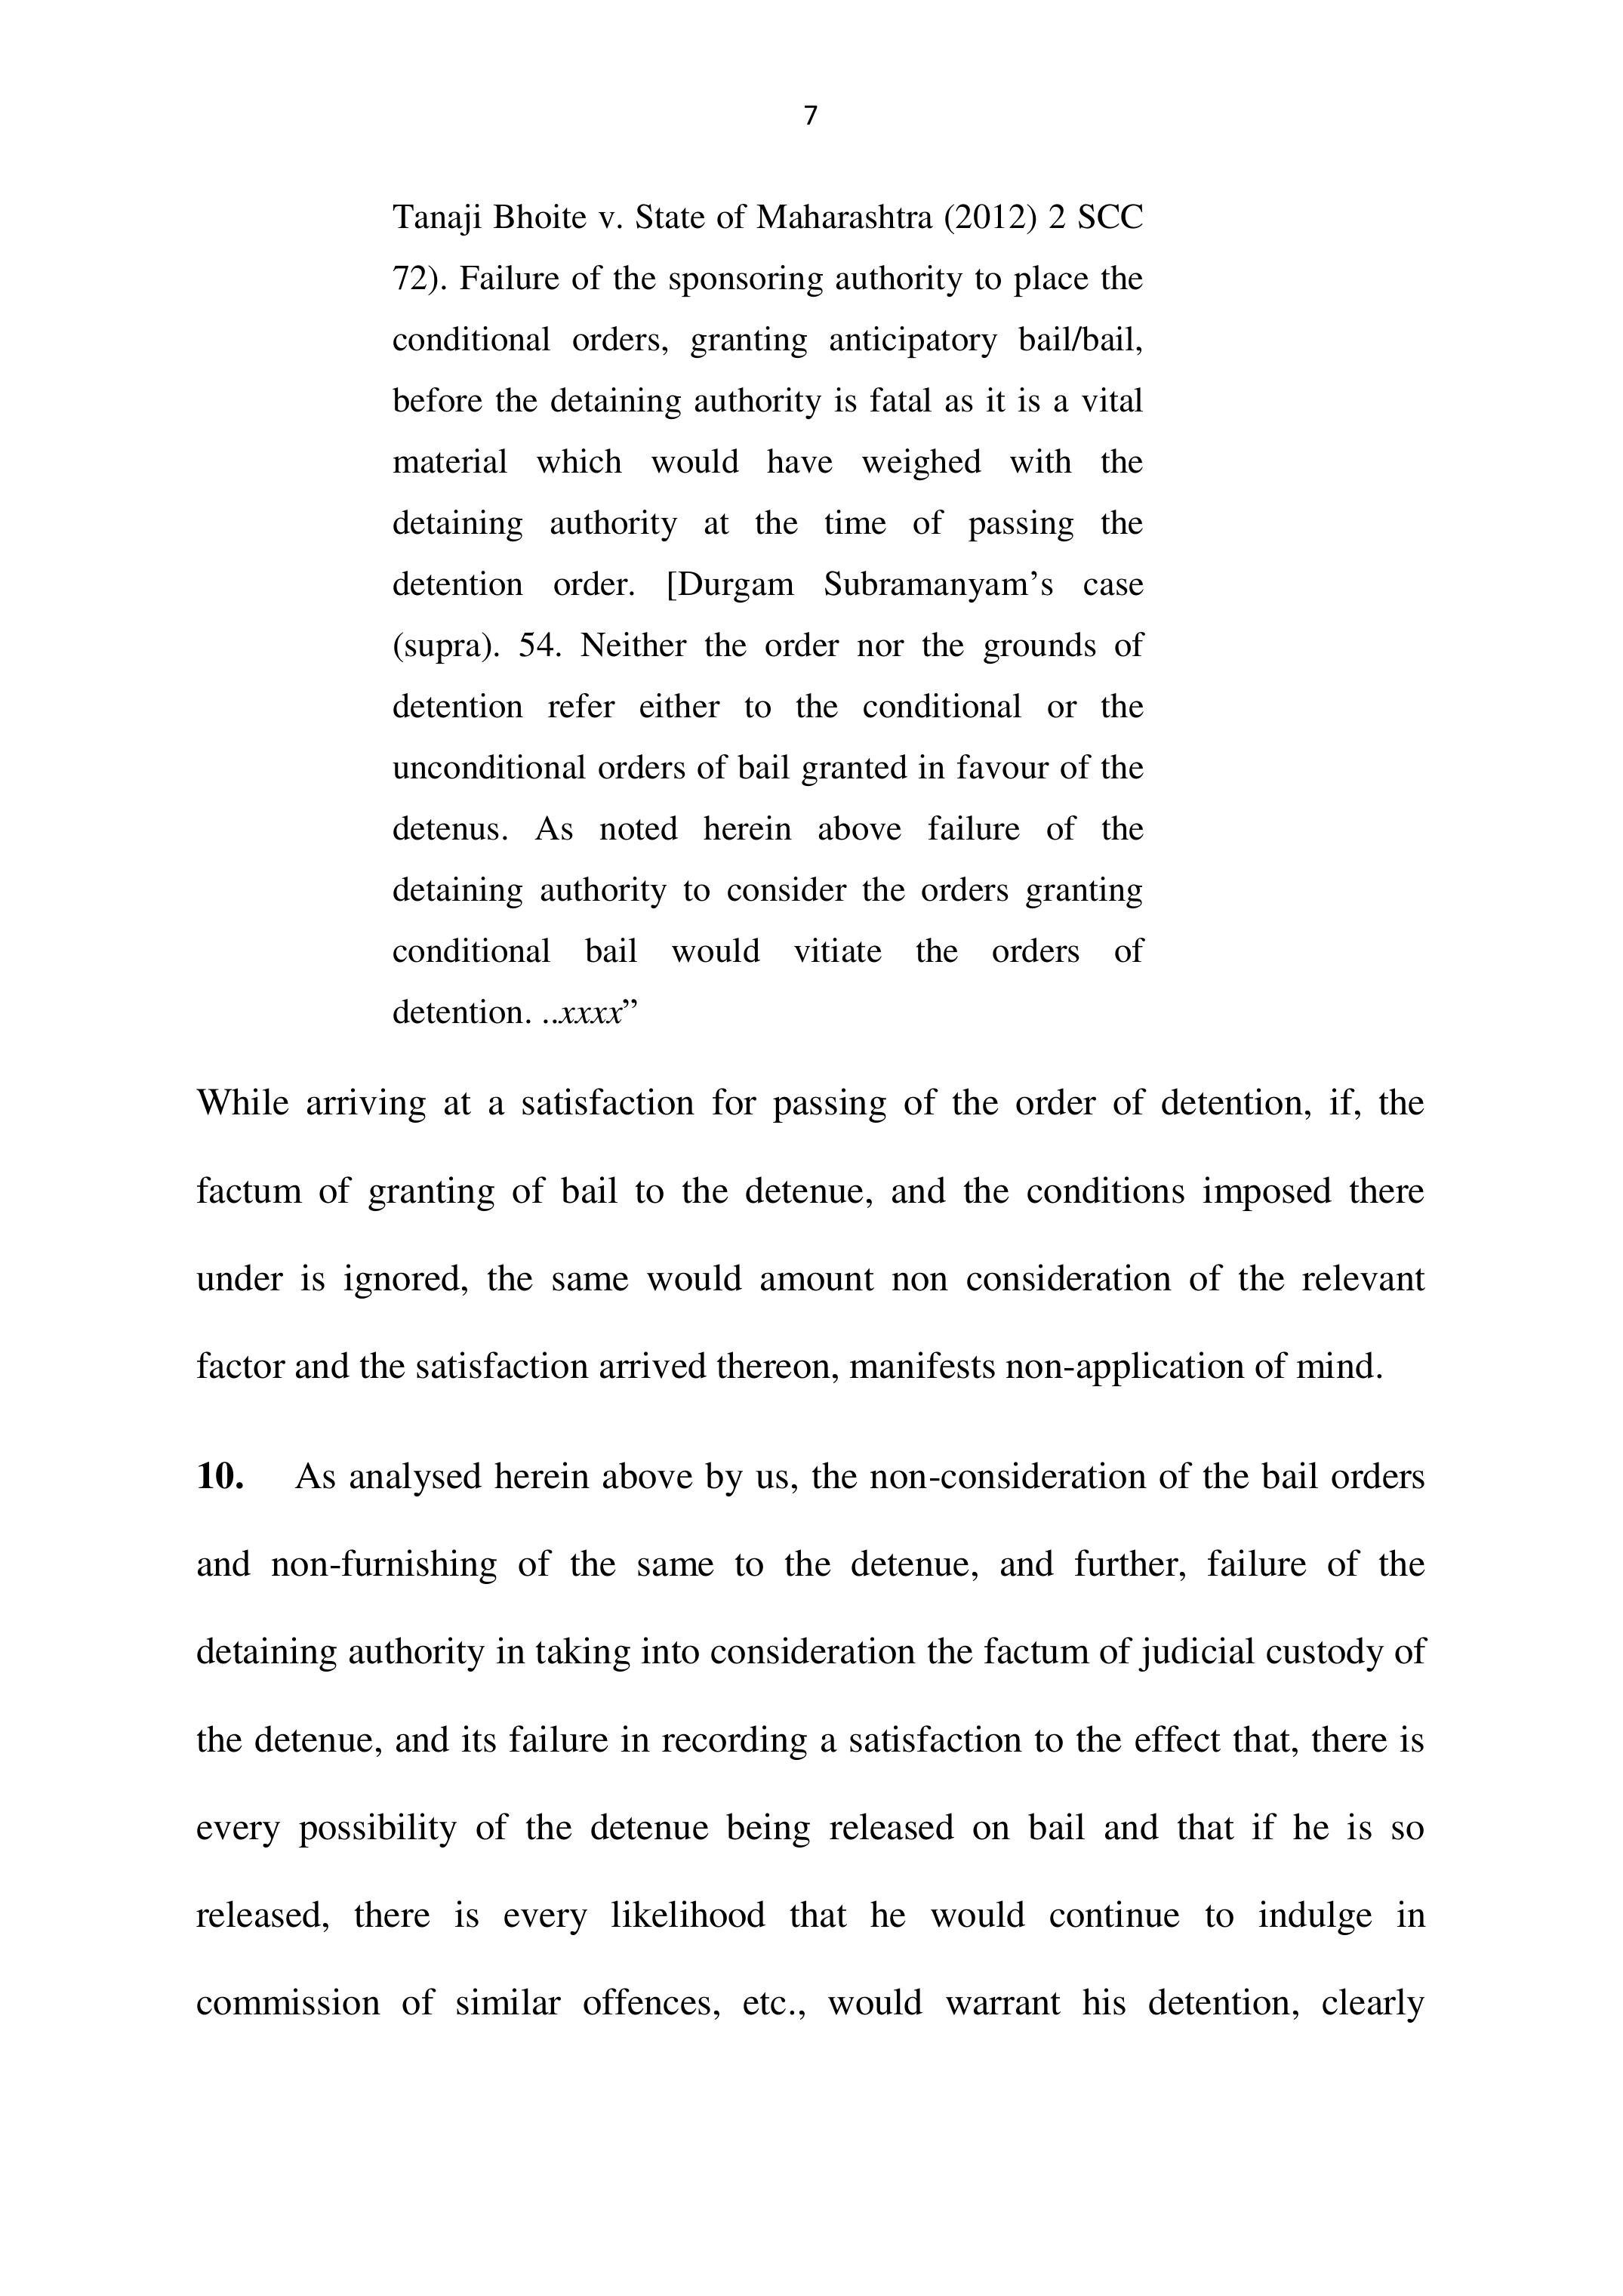 7
Tanaji Bhoite v. State of Maharashtra (2012) 2 SCC
72). Failure of the sponsoring authority to place the
conditional orders, granting anticipatory bail/bail,
before the detaining authority is fatal as it is a vital
material which would have weighed with the
detaining authority at the time of passing the
detention order. [Durgam Subramanyam’s case
(supra). 54. Neither the order nor the grounds of
detention refer either to the conditional or the
unconditional orders of bail granted in favour of the
detenus. As noted herein above failure of the
detaining authority to consider the orders granting
conditional bail would vitiate the orders of
detention. ..xxxx”
While arriving at a satisfaction for passing of the order of detention, if, the
factum of granting of bail to the detenue, and the conditions imposed there
under is ignored, the same would amount non consideration of the relevant
factor and the satisfaction arrived thereon, manifests non-application of mind.
10. As analysed herein above by us, the non-consideration of the bail orders
and non-furnishing of the same to the detenue, and further, failure of the
detaining authority in taking into consideration the factum of judicial custody of
the detenue, and its failure in recording a satisfaction to the effect that, there is
every possibility of the detenue being released on bail and that if he is so
released, there is every likelihood that he would continue to indulge in
commission of similar offences, etc., would warrant his detention, clearly